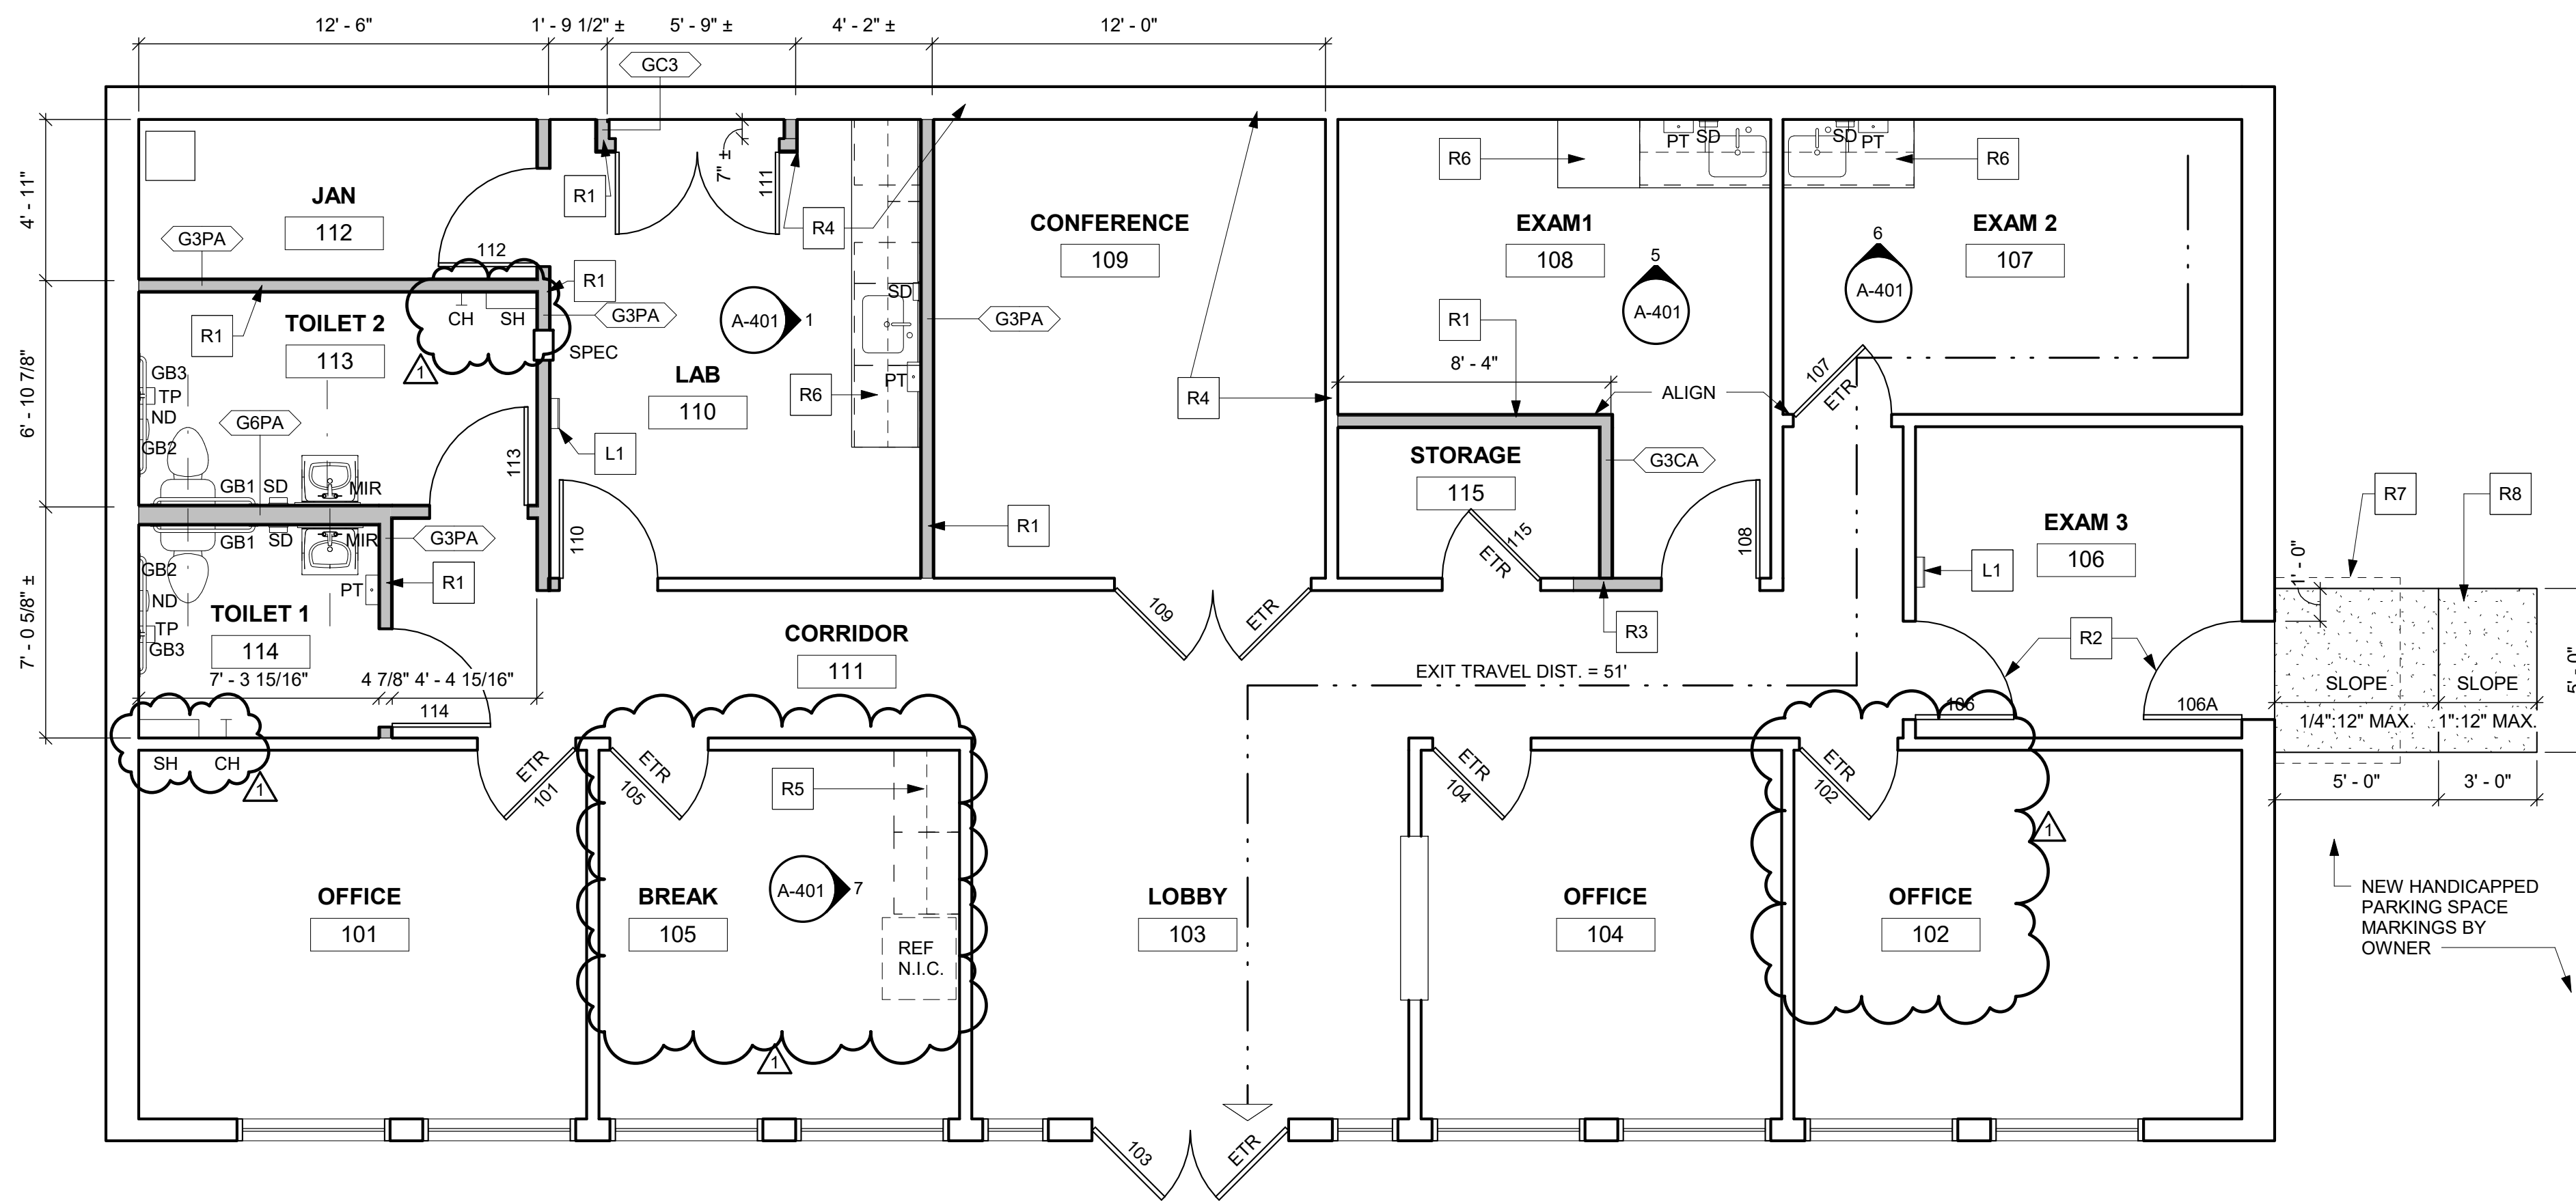 12' - 6"
1' - 9 1/2" ±
5' - 9" ±
4' - 2" ±
12' - 0"
GC3
4' - 11"
6' - 10 7/8"
7' - 0 5/8" ±
JAN
112
G3PA
112
R1
7" ±
111
R4
R1
G3PA
CONFERENCE
109
R4
R6
PT
SD
SD
PT
R6
EXAM1
108
5
A-401
EXAM 2
107
6
A-401
R1
TOILET 2
113
CH
SH
1
SPEC
GB3
TP
ND
GB2
G6PA
GB1
SD
MIR
113
A-401
1
LAB
110
SD
PT
R6
L1
110
G3PA
R1
R1
8' - 4"
ALIGN
107
ETR
STORAGE
115
G3CA
115
ETR
108
R3
EXAM 3
106
L1
R7
R8
1' - 0"
R2
5' - 0"
GB1
SD
MIR
G3PA
GB2
ND
TP
GB3
PT
R1
TOILET 1
114
7' - 3 15/16"
4 7/8"
4' - 4 15/16"
114
CORRIDOR
111
109
ETR
EXIT TRAVEL DIST. = 51'
106
106A
SLOPE
SLOPE
1/4":12" MAX.
1":12" MAX.
5' - 0"
3' - 0"
SH
CH
1
ETR
101
ETR
105
R5
ETR
104
ETR
102
1
OFFICE
101
BREAK
105
A-401
7
REF
N.I.C.
1
LOBBY
103
OFFICE
104
OFFICE
102
NEW HANDICAPPED
PARKING SPACE
MARKINGS BY
OWNER
103
ETR